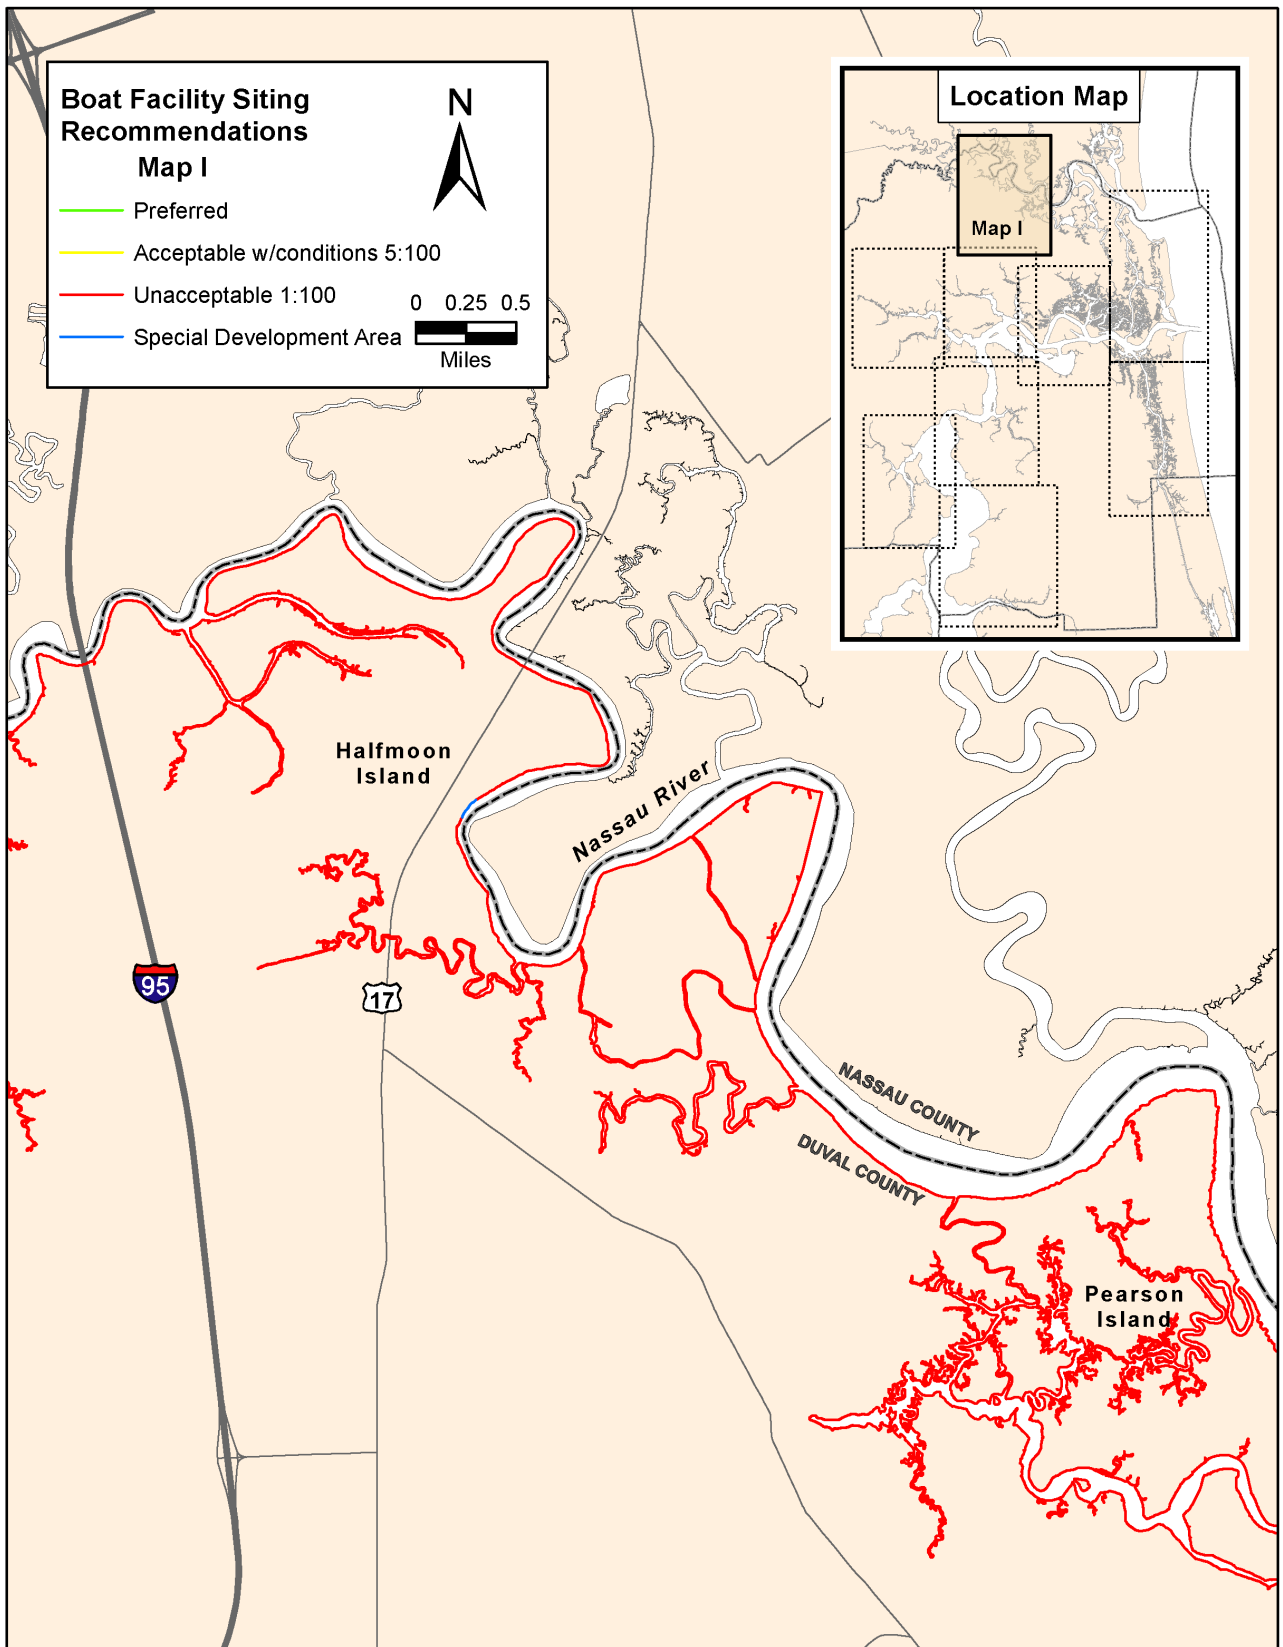 Boat Facility Siting
Recommendations
Map I
N
Preferred
Acceptable w/conditions 5:100
Unacceptable 1:100
Special Development Area
0 0.25 0.5
Miles
Location Map
Map I
Halfmoon
Island
Nassau River
95
17
NASSAU COUNTY
DUVAL COUNTY
Pearson
Island